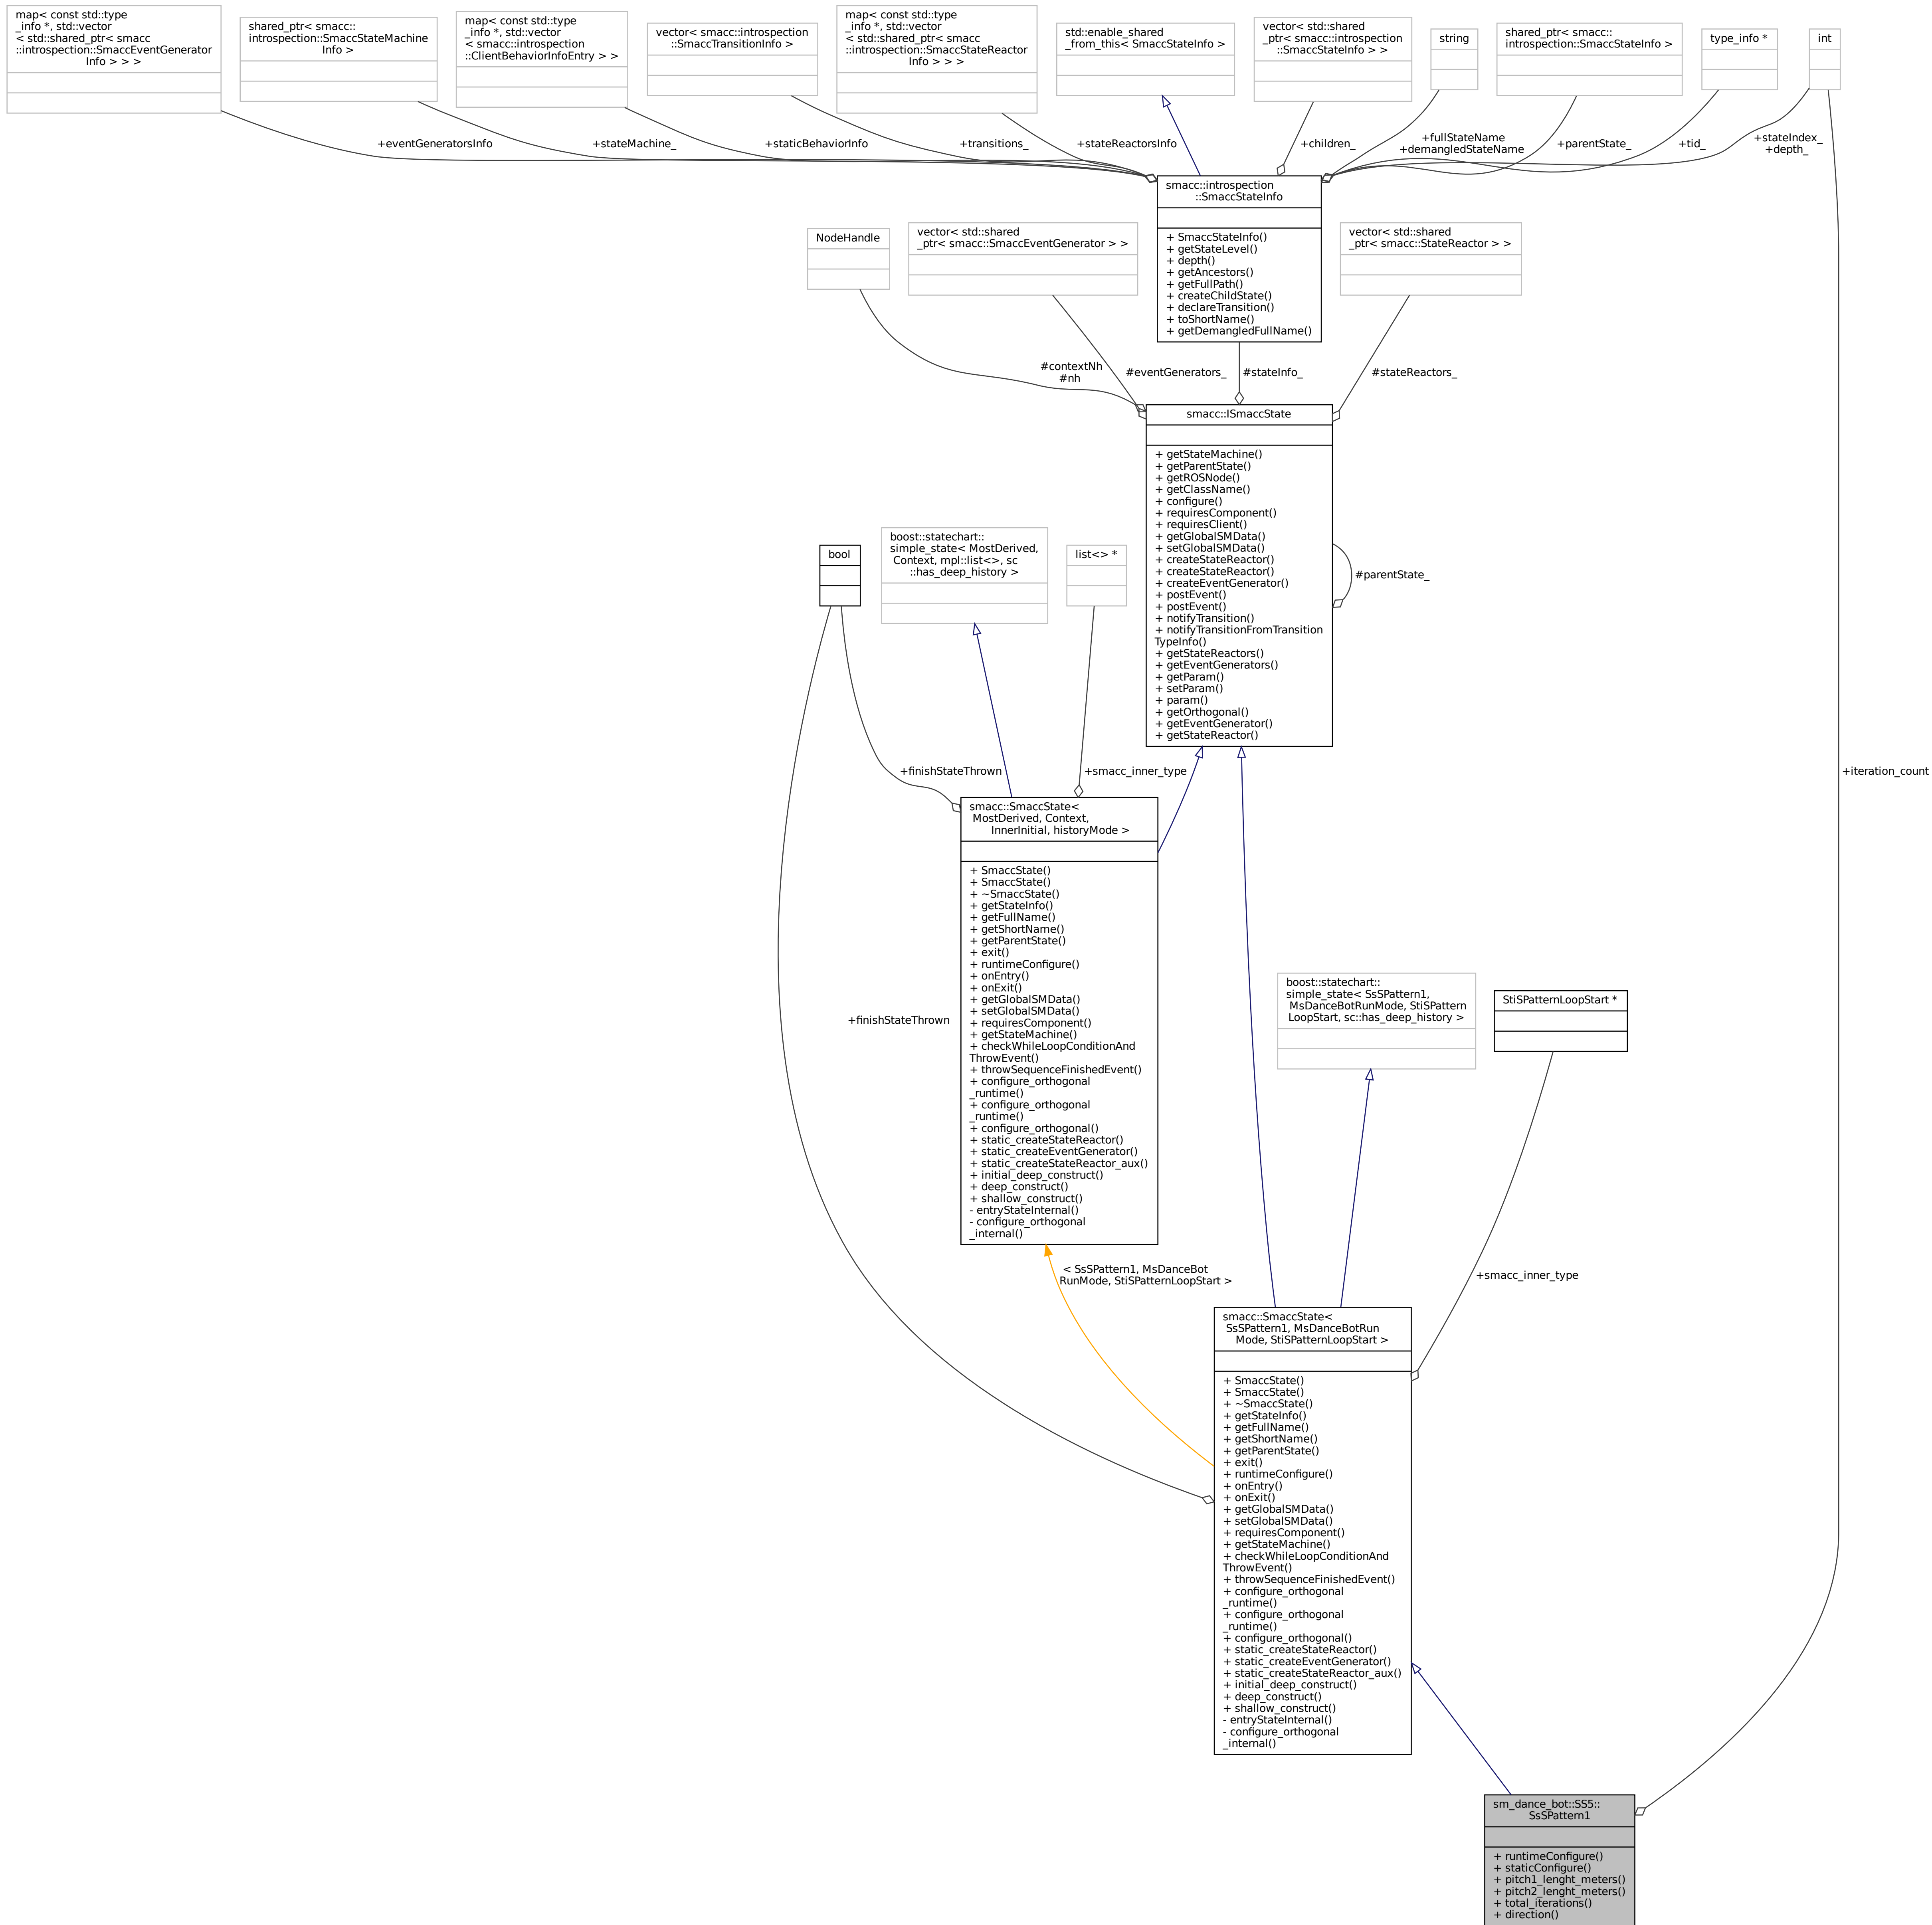 map< const std::type
_info *, std::vector
< std::shared_ptr< smacc
::introspection::SmaccEventGenerator
Info > > >
shared_ptr< smacc::
introspection::SmaccStateMachine
Info >
map< const std::type
_info *, std::vector
< smacc::introspection
::ClientBehaviorInfoEntry > >
vector< smacc::introspection
::SmaccTransitionInfo >
map< const std::type
_info *, std::vector
< std::shared_ptr< smacc
::introspection::SmaccStateReactor
Info > > >
std::enable_shared
_from_this< SmaccStateInfo >
vector< std::shared
_ptr< smacc::introspection
::SmaccStateInfo > >
string
shared_ptr< smacc::
introspection::SmaccStateInfo >
type_info *
int
+eventGeneratorsInfo
+stateMachine_
+staticBehaviorInfo
+transitions_
+stateReactorsInfo
+children_
+fullStateName
+demangledStateName
+parentState_
+tid_
+stateIndex_
+depth_
smacc::introspection
::SmaccStateInfo
+ SmaccStateInfo()
+ getStateLevel()
+ depth()
+ getAncestors()
+ getFullPath()
+ createChildState()
+ declareTransition()
+ toShortName()
+ getDemangledFullName()
NodeHandle
vector< std::shared
_ptr< smacc::SmaccEventGenerator > >
vector< std::shared
_ptr< smacc::StateReactor > >
#contextNh
#nh
#eventGenerators_
#stateInfo_
#stateReactors_
smacc::ISmaccState
+ getStateMachine()
+ getParentState()
+ getROSNode()
+ getClassName()
+ configure()
+ requiresComponent()
+ requiresClient()
+ getGlobalSMData()
+ setGlobalSMData()
+ createStateReactor()
+ createStateReactor()
+ createEventGenerator()
+ postEvent()
+ postEvent()
+ notifyTransition()
+ notifyTransitionFromTransition
TypeInfo()
+ getStateReactors()
+ getEventGenerators()
+ getParam()
+ setParam()
+ param()
+ getOrthogonal()
+ getEventGenerator()
+ getStateReactor()
#parentState_
bool
boost::statechart::
simple_state< MostDerived,
Context, mpl::list<>, sc
::has_deep_history >
list<> *
+finishStateThrown
+smacc_inner_type
+iteration_count
smacc::SmaccState<
MostDerived, Context,
InnerInitial, historyMode >
+ SmaccState()
+ SmaccState()
+ ~SmaccState()
+ getStateInfo()
+ getFullName()
+ getShortName()
+ getParentState()
+ exit()
+ runtimeConfigure()
+ onEntry()
+ onExit()
+ getGlobalSMData()
+ setGlobalSMData()
+ requiresComponent()
+ getStateMachine()
+ checkWhileLoopConditionAnd
ThrowEvent()
+ throwSequenceFinishedEvent()
+ configure_orthogonal
_runtime()
+ configure_orthogonal
_runtime()
+ configure_orthogonal()
+ static_createStateReactor()
+ static_createEventGenerator()
+ static_createStateReactor_aux()
+ initial_deep_construct()
+ deep_construct()
+ shallow_construct()
- entryStateInternal()
- configure_orthogonal
_internal()
+finishStateThrown
boost::statechart::
simple_state< SsSPattern1,
MsDanceBotRunMode, StiSPattern
LoopStart, sc::has_deep_history >
StiSPatternLoopStart *
< SsSPattern1, MsDanceBot
RunMode, StiSPatternLoopStart >
+smacc_inner_type
smacc::SmaccState<
SsSPattern1, MsDanceBotRun
Mode, StiSPatternLoopStart >
+ SmaccState()
+ SmaccState()
+ ~SmaccState()
+ getStateInfo()
+ getFullName()
+ getShortName()
+ getParentState()
+ exit()
+ runtimeConfigure()
+ onEntry()
+ onExit()
+ getGlobalSMData()
+ setGlobalSMData()
+ requiresComponent()
+ getStateMachine()
+ checkWhileLoopConditionAnd
ThrowEvent()
+ throwSequenceFinishedEvent()
+ configure_orthogonal
_runtime()
+ configure_orthogonal
_runtime()
+ configure_orthogonal()
+ static_createStateReactor()
+ static_createEventGenerator()
+ static_createStateReactor_aux()
+ initial_deep_construct()
+ deep_construct()
+ shallow_construct()
- entryStateInternal()
- configure_orthogonal
_internal()
sm_dance_bot::SS5::
SsSPattern1
+ runtimeConfigure()
+ staticConfigure()
+ pitch1_lenght_meters()
+ pitch2_lenght_meters()
+ total_iterations()
+ direction()